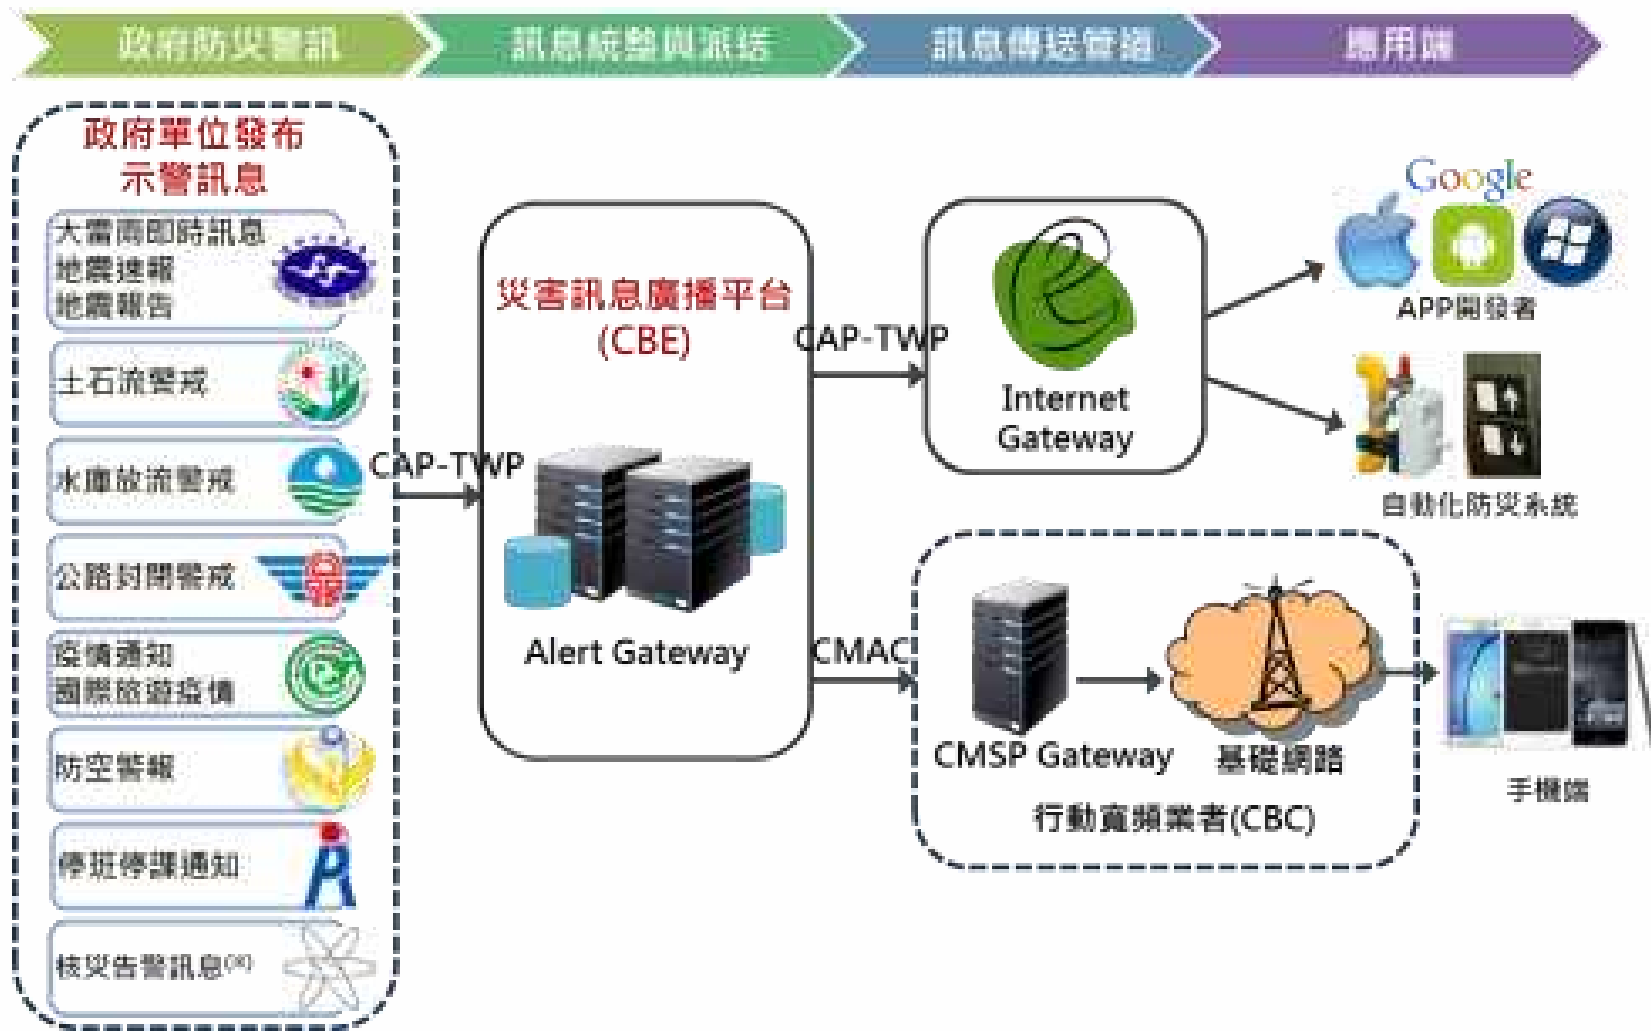 政府防災警訊
訊息統整與派送
訊息傳送管道
應用端
政府單位發布
示警訊息
大雷雨即時訊息
地震速報
地震報告
土石流警戒
水庫放流警戒
公路封閉警戒
疫情通知
國際旅遊疫情
防空警報
停班停課通知
核災告警訊息
CAP-TWP
災害訊息廣播平台
(CBE)
Alert Gateway
CAP-TWP
CMAC
Internet
Gateway
Google
APP開發者
自動化防災系統
CMSP Gateway
基礎網路
行動寬頻業者(CBC)
手機端